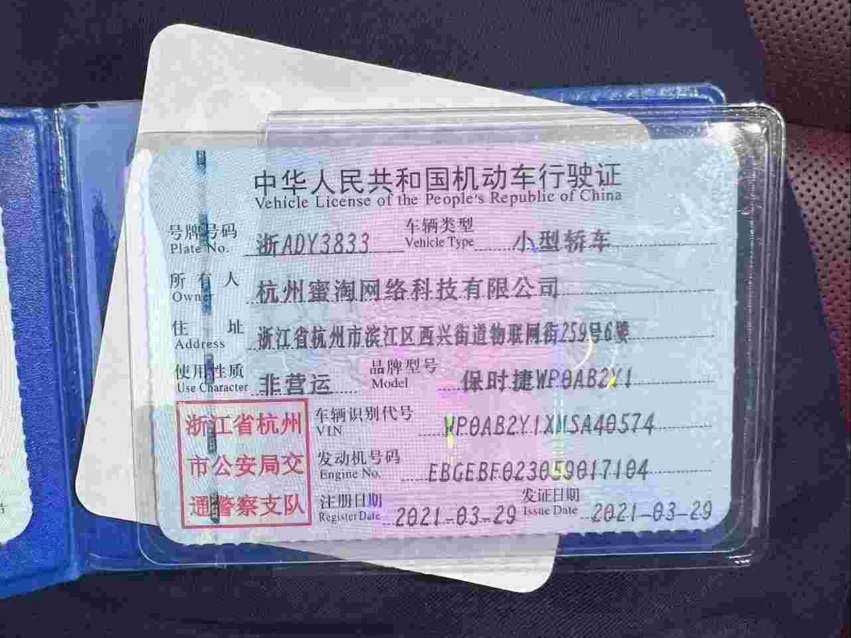 中华人民共和国机动车行驶证
Vehicle License of the People's Republic of China
号牌号码 浙ADY3833 车辆类型 小型轿车
Plate No. Vehicle Type
所有人 杭州蜜淘网络科技有限公司
Owner
住址 浙江省杭州市滨江区西兴街道物联网街259号6幢
Address
使用性质 非营运 品牌型号 保时捷WP0AB2Y1
Use Character Model
浙江省杭州 车辆识别代号 WP0AB2Y1XMSA40574
VIN
市公安局交 发动机号码 EBGEBF023059017104
Engine No.
通警察支队 注册日期 2021-03-29 发证日期 2021-03-29
Register Date Issue Date